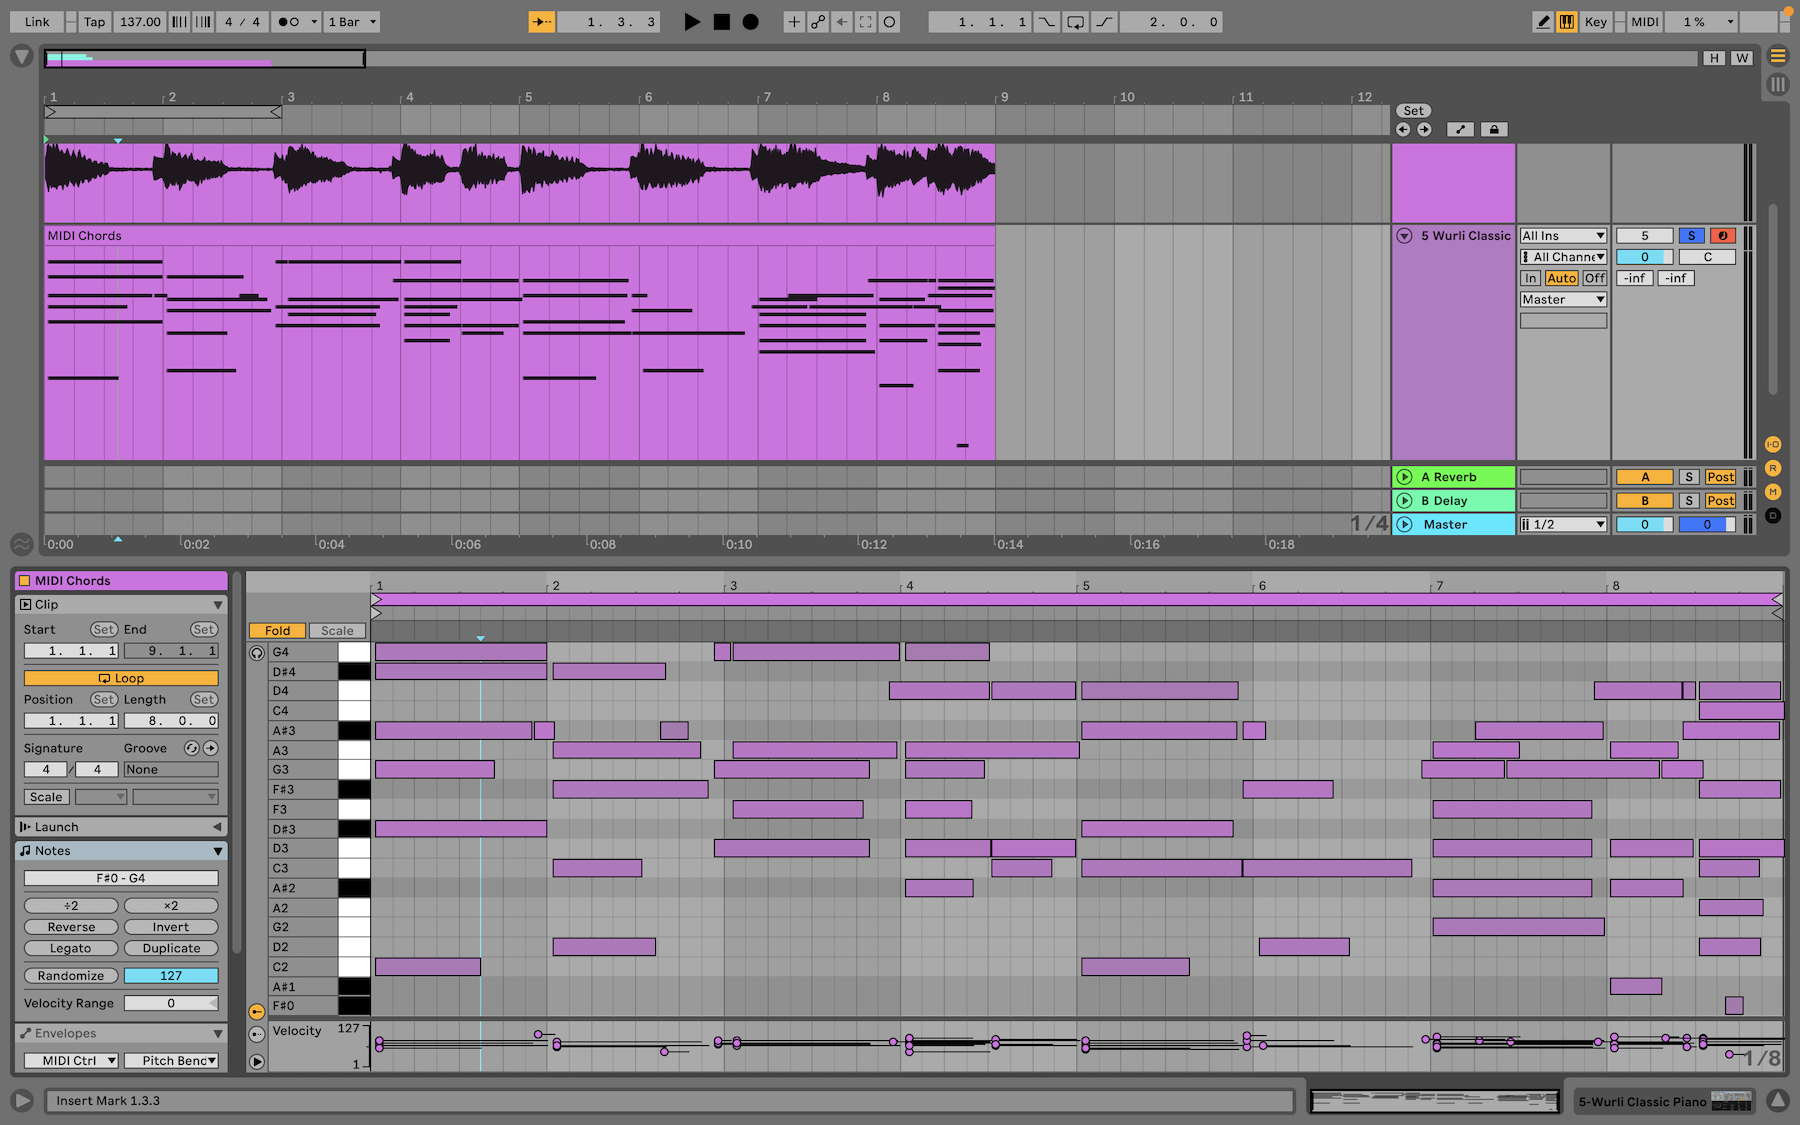 Link Tap 137.00 4 / 4 1 Bar 1. 3. 3 1. 1. 1 2. 0. 0 Key MIDI 1 %
H W
1 2 3 4 5 6 7 8 9 10 11 12
Set
MIDI Chords
5 Wurli Classic All Ins 5 S
All Channe 0 C
In Auto Off -inf -inf
Master
I·O
R
M
D
A Reverb A S Post
B Delay B S Post
1/4 Master 1/2 0 0
0:00 0:02 0:04 0:06 0:08 0:10 0:12 0:14 0:16 0:18
MIDI Chords
Clip
Start Set End Set
1. 1. 1 9. 1. 1
Loop
Position Set Length Set
1. 1. 1 8. 0. 0
Signature Groove
4 / 4 None
Scale
Launch
Notes
F#0 - G4
÷2 ×2
Reverse Invert
Legato Duplicate
Randomize 127
Velocity Range 0
Envelopes
MIDI Ctrl Pitch Bend
1 2 3 4 5 6 7 8
Fold Scale
G4
D#4
D4
C4
A#3
A3
G3
F#3
F3
D#3
D3
C3
A#2
A2
G2
D2
C2
A#1
F#0
Velocity 127
1
1/8
Insert Mark 1.3.3
5-Wurli Classic Piano